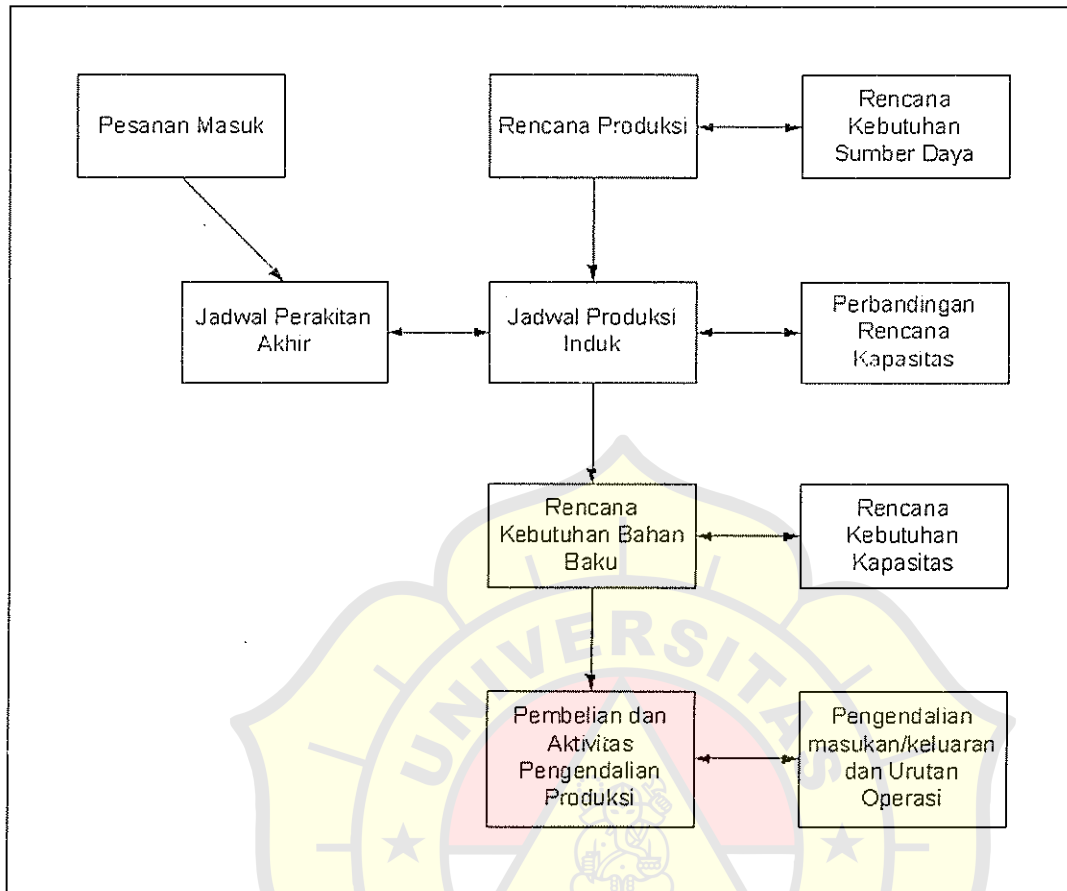 Pesanan Masuk
Rencana Produksi
Rencana
Kebutuhan
Sumber Daya
Jadwal Perakitan
Akhir
Jadwal Produksi
Induk
Perbandingan
Rencana
Kapasitas
Rencana
Kebutuhan Bahan
Baku
Rencana
Kebutuhan
Kapasitas
UNIVERSITAS
Pembelian dan
Aktivitas
Pengendalian
Produksi
Pengendalian
masukan/keluaran
dan Urutan
Operasi